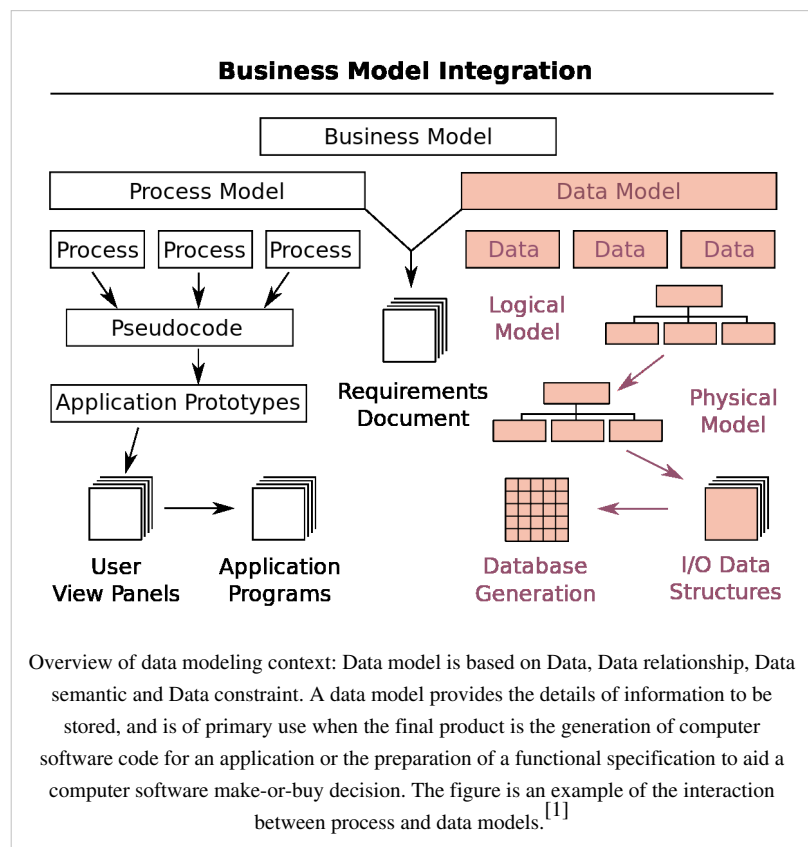 Business Model Integration
Business Model
Process Model
Data Model
Process
Process
Process
Data
Data
Data
Pseudocode
Logical
Model
Application Prototypes
Requirements
Document
Physical
Model
User
View Panels
Application
Programs
Database
Generation
I/O Data
Structures
Overview of data modeling context: Data model is based on Data, Data relationship, Data
semantic and Data constraint. A data model provides the details of information to be
stored, and is of primary use when the final product is the generation of computer
software code for an application or the preparation of a functional specification to aid a
computer software make-or-buy decision. The figure is an example of the interaction
between process and data models.[1]